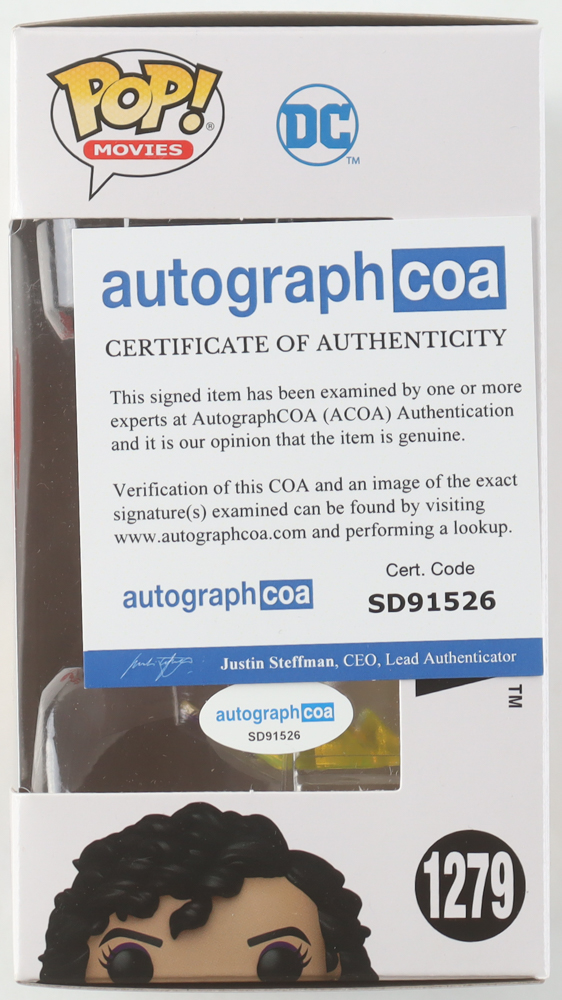 POP!
®
MOVIES
DC
TM
autographcoa
CERTIFICATE OF AUTHENTICITY
This signed item has been examined by one or more
experts at AutographCOA (ACOA) Authentication
and it is our opinion that the item is genuine.
Verification of this COA and an image of the exact
signature(s) examined can be found by visiting
www.autographcoa.com and performing a lookup.
autographcoa
Cert. Code
SD91526
Justin Steffman, CEO, Lead Authenticator
TM
autographcoa
SD91526
1279